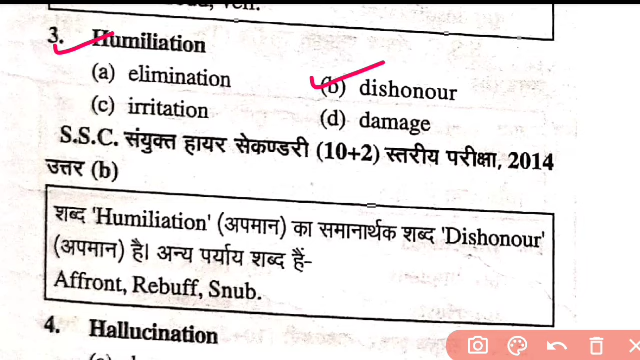 3. Humiliation
(a) elimination (b) dishonour
(c) irritation (d) damage
S.S.C. संयुक्त हायर सेकण्डरी (10+2) स्तरीय परीक्षा, 2014
उत्तर (b)
शब्द 'Humiliation' (अपमान) का समानार्थक शब्द 'Dishonour'
(अपमान) है। अन्य पर्याय शब्द हैं-
Affront, Rebuff, Snub.
4. Hallucination